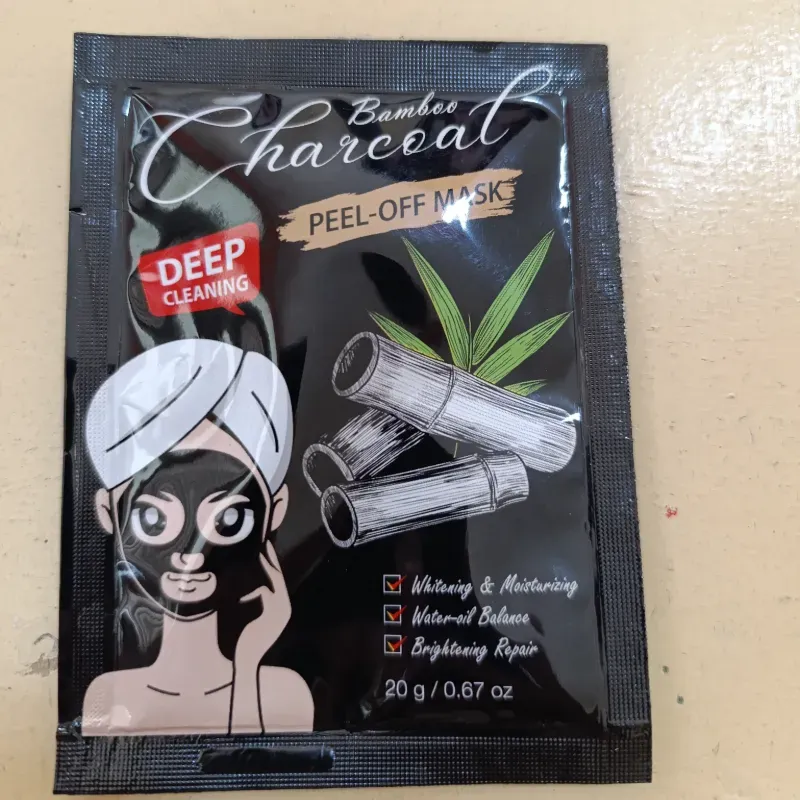 Bamboo
Charcoal
PEEL-OFF MASK
DEEP
CLEANING
Whitening & Moisturizing
Water-oil Balance
Brightening Repair
20 g / 0.67 oz